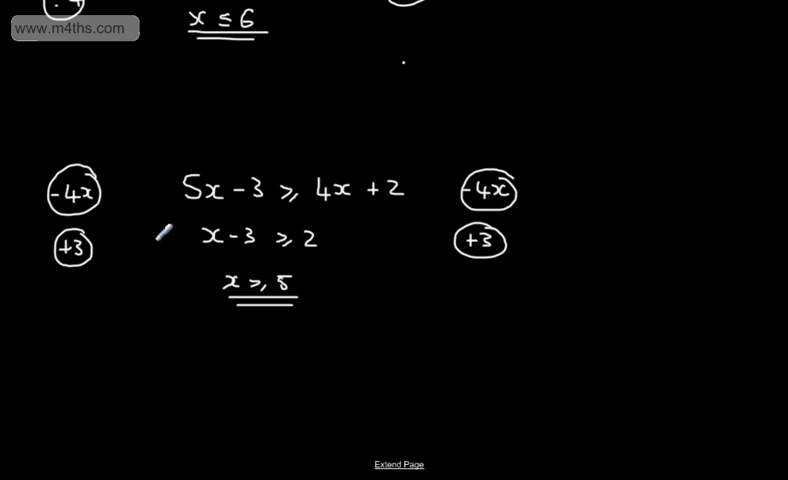 x ≤ 6
www.m4ths.com
-4x 5x - 3 ⩾ 4x + 2 -4x
+3 x - 3 ⩾ 2 +3
x ⩾ 5
Extend Page